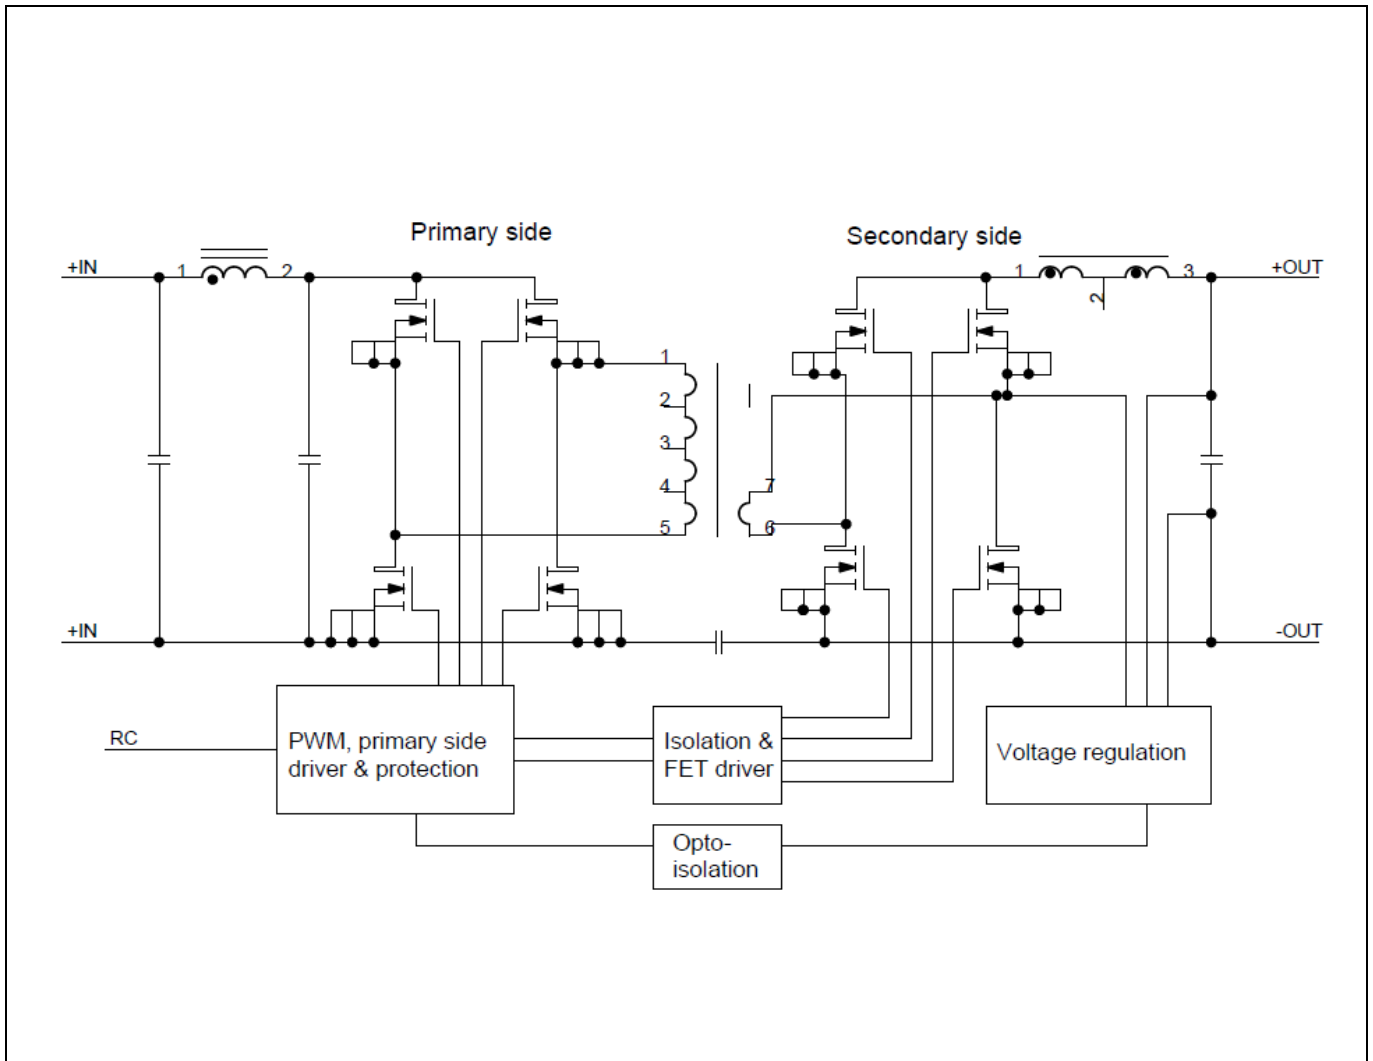 Primary side
Secondary side
+IN
1
2
1
2
3
+OUT
1
2
3
4
5
7
6
+IN
-OUT
RC
PWM, primary side
driver & protection
Isolation &
FET driver
Voltage regulation
Opto-
isolation